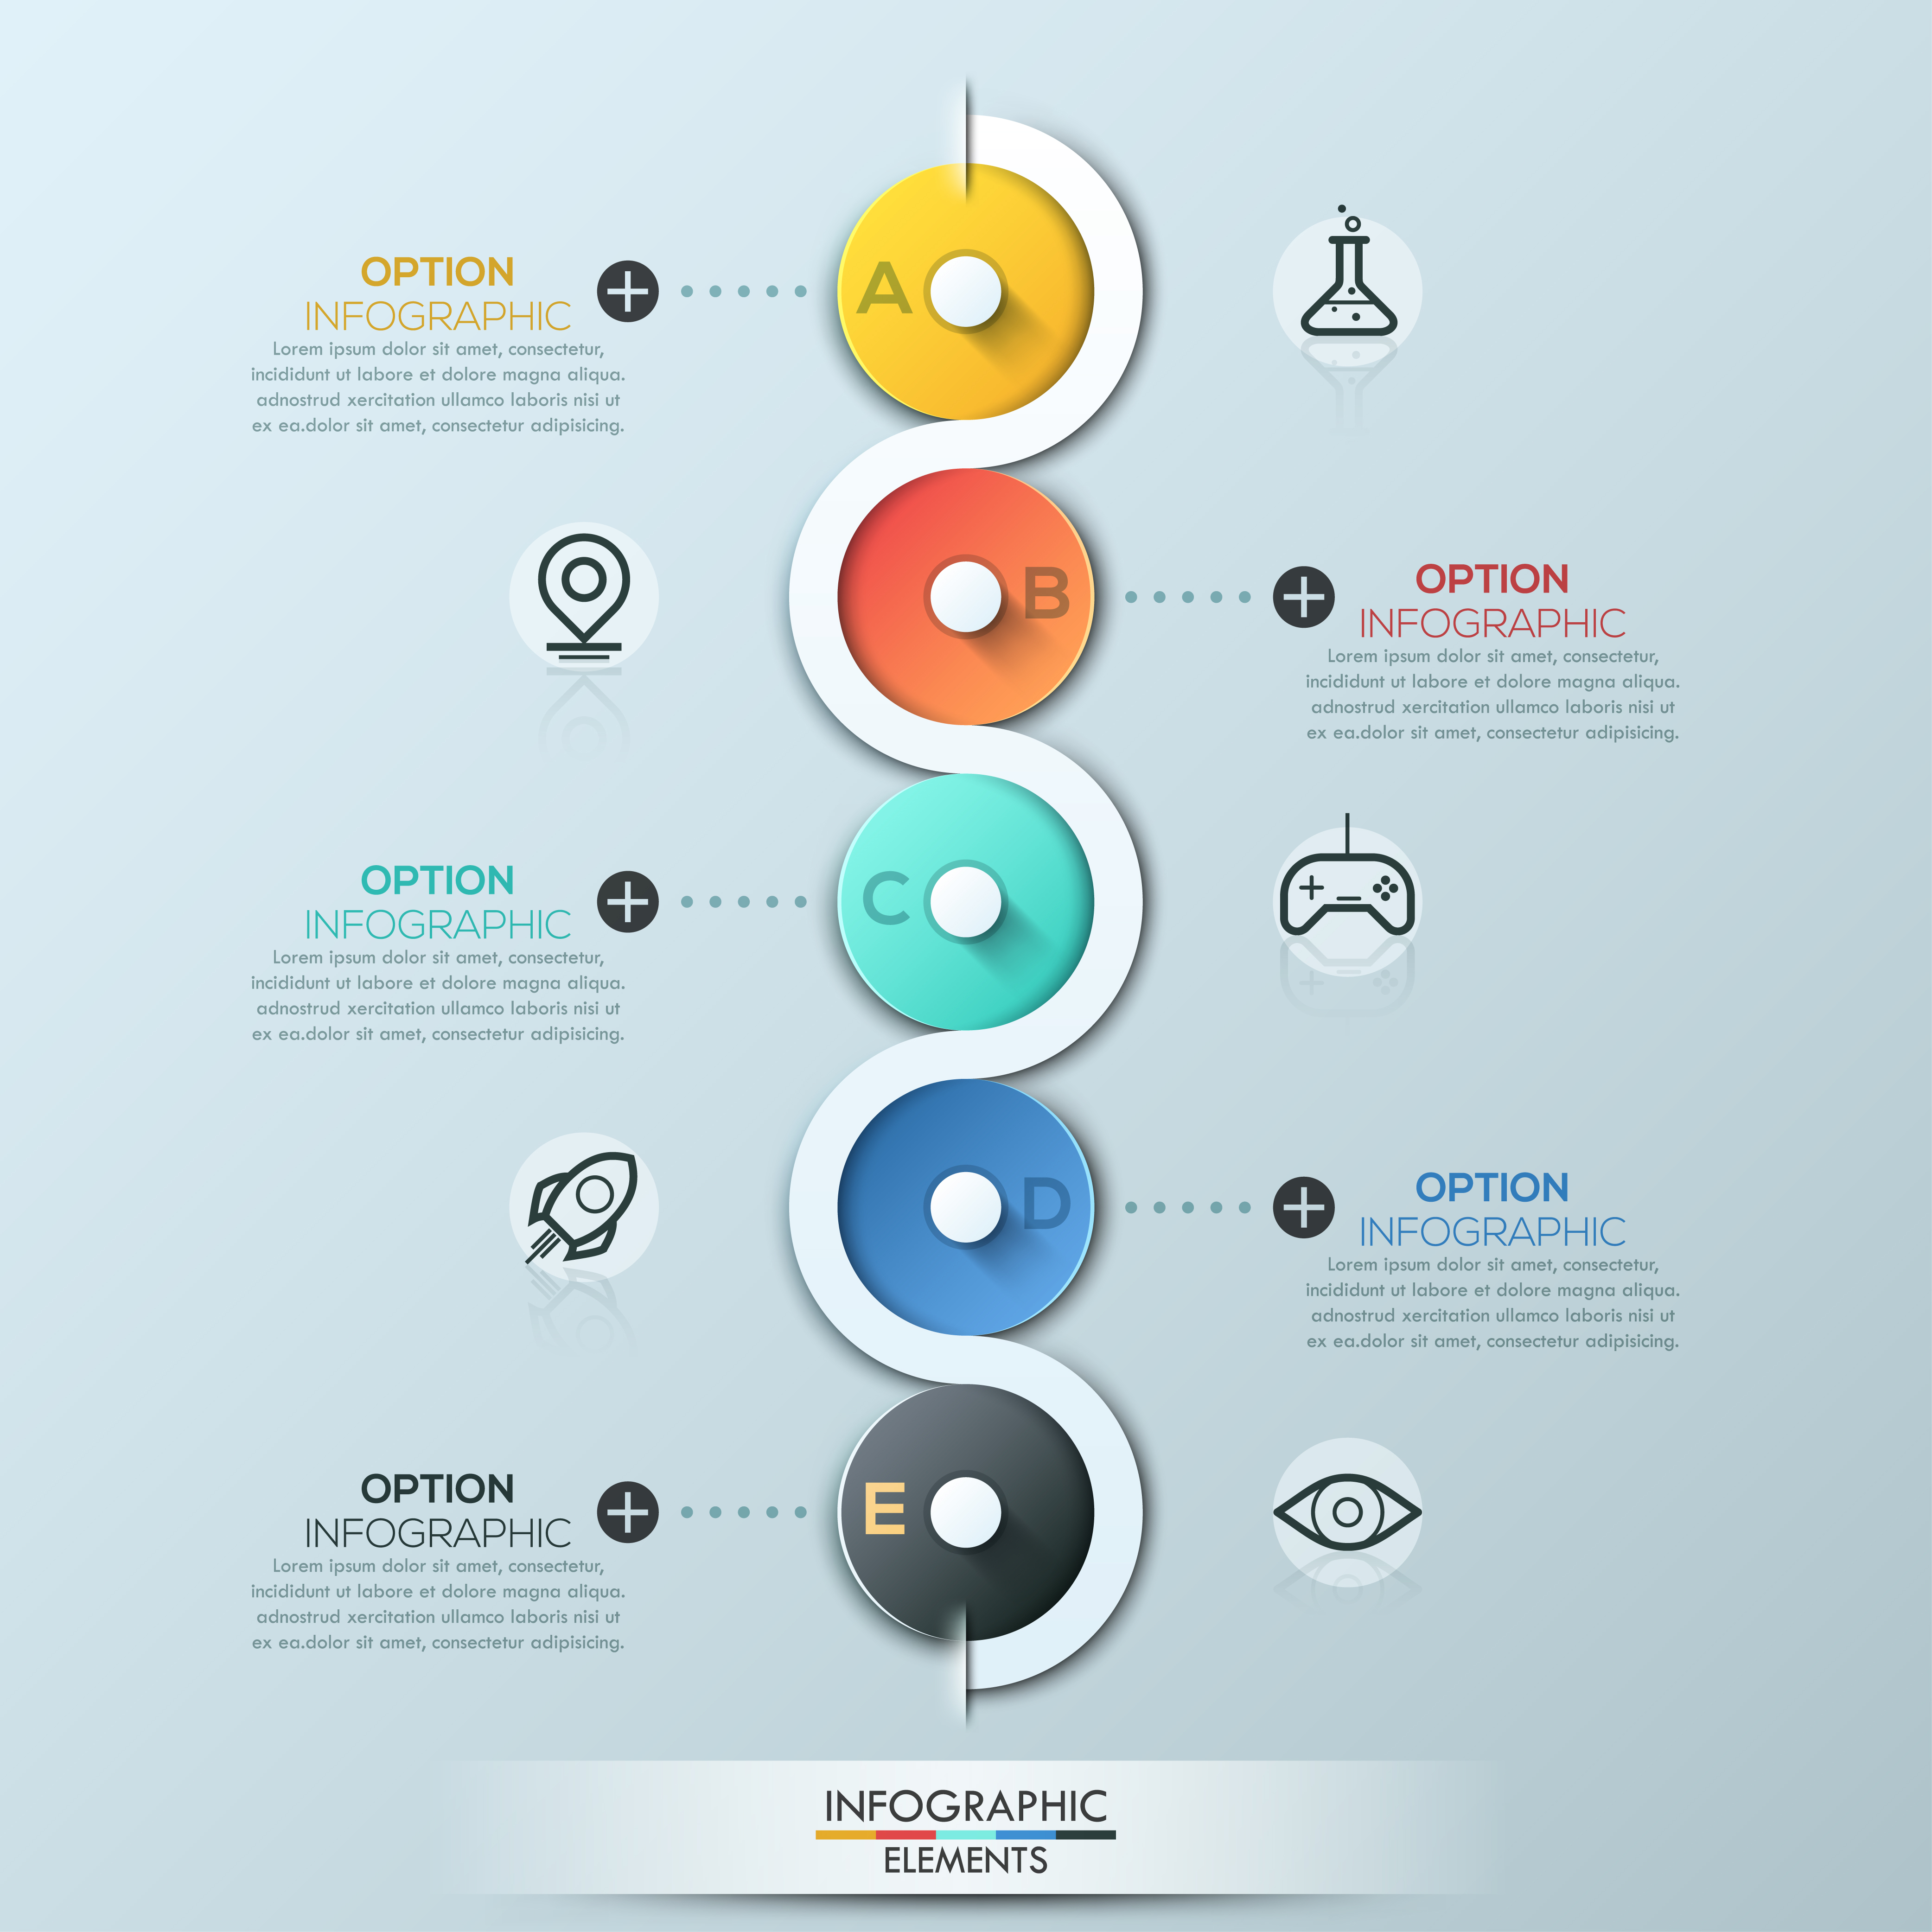 A
OPTION
INFOGRAPHIC
Lorem ipsum dolor sit amet, consectetur,
incididunt ut labore et dolore magna aliqua.
adnostrud xercitation ullamco laboris nisi ut
ex ea.dolor sit amet, consectetur adipisicing.
B
OPTION
INFOGRAPHIC
Lorem ipsum dolor sit amet, consectetur,
incididunt ut labore et dolore magna aliqua.
adnostrud xercitation ullamco laboris nisi ut
ex ea.dolor sit amet, consectetur adipisicing.
C
OPTION
INFOGRAPHIC
Lorem ipsum dolor sit amet, consectetur,
incididunt ut labore et dolore magna aliqua.
adnostrud xercitation ullamco laboris nisi ut
ex ea.dolor sit amet, consectetur adipisicing.
D
OPTION
INFOGRAPHIC
Lorem ipsum dolor sit amet, consectetur,
incididunt ut labore et dolore magna aliqua.
adnostrud xercitation ullamco laboris nisi ut
ex ea.dolor sit amet, consectetur adipisicing.
E
OPTION
INFOGRAPHIC
Lorem ipsum dolor sit amet, consectetur,
incididunt ut labore et dolore magna aliqua.
adnostrud xercitation ullamco laboris nisi ut
ex ea.dolor sit amet, consectetur adipisicing.
INFOGRAPHIC
ELEMENTS